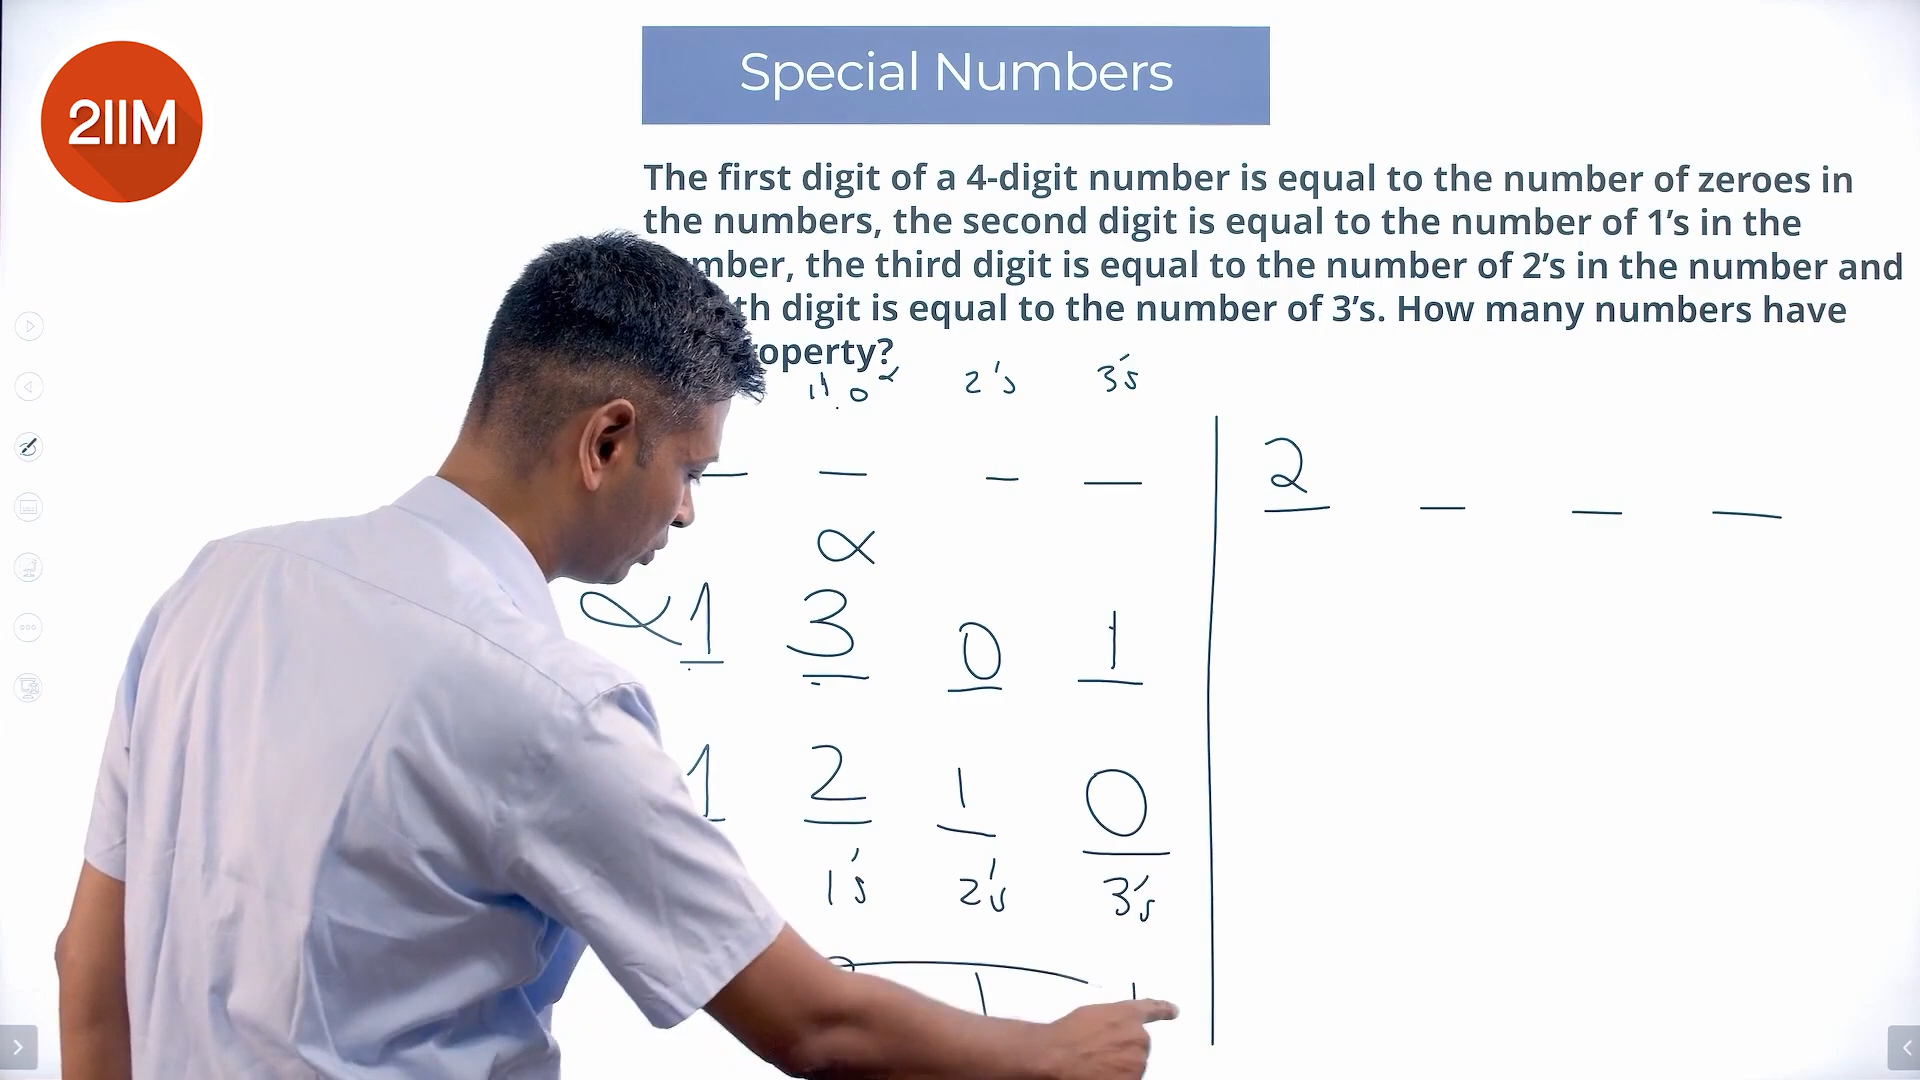 2IIM
Special Numbers
The first digit of a 4-digit number is equal to the number of zeroes in
the numbers, the second digit is equal to the number of 1's in the
mber, the third digit is equal to the number of 2's in the number and
th digit is equal to the number of 3's. How many numbers have
operty?
2's 3's
2
α
α 1 3 0 1
1 2 1 0
1's 2's 3's